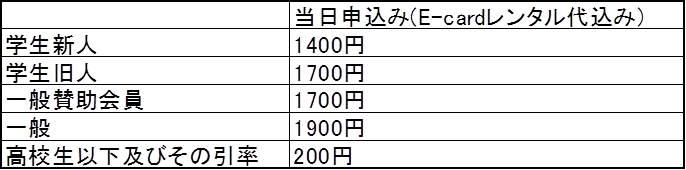 当日申込み(E-cardレンタル代込み)
学生新人 1400円
学生旧人 1700円
一般賛助会員 1700円
一般 1900円
高校生以下及びその引率 200円